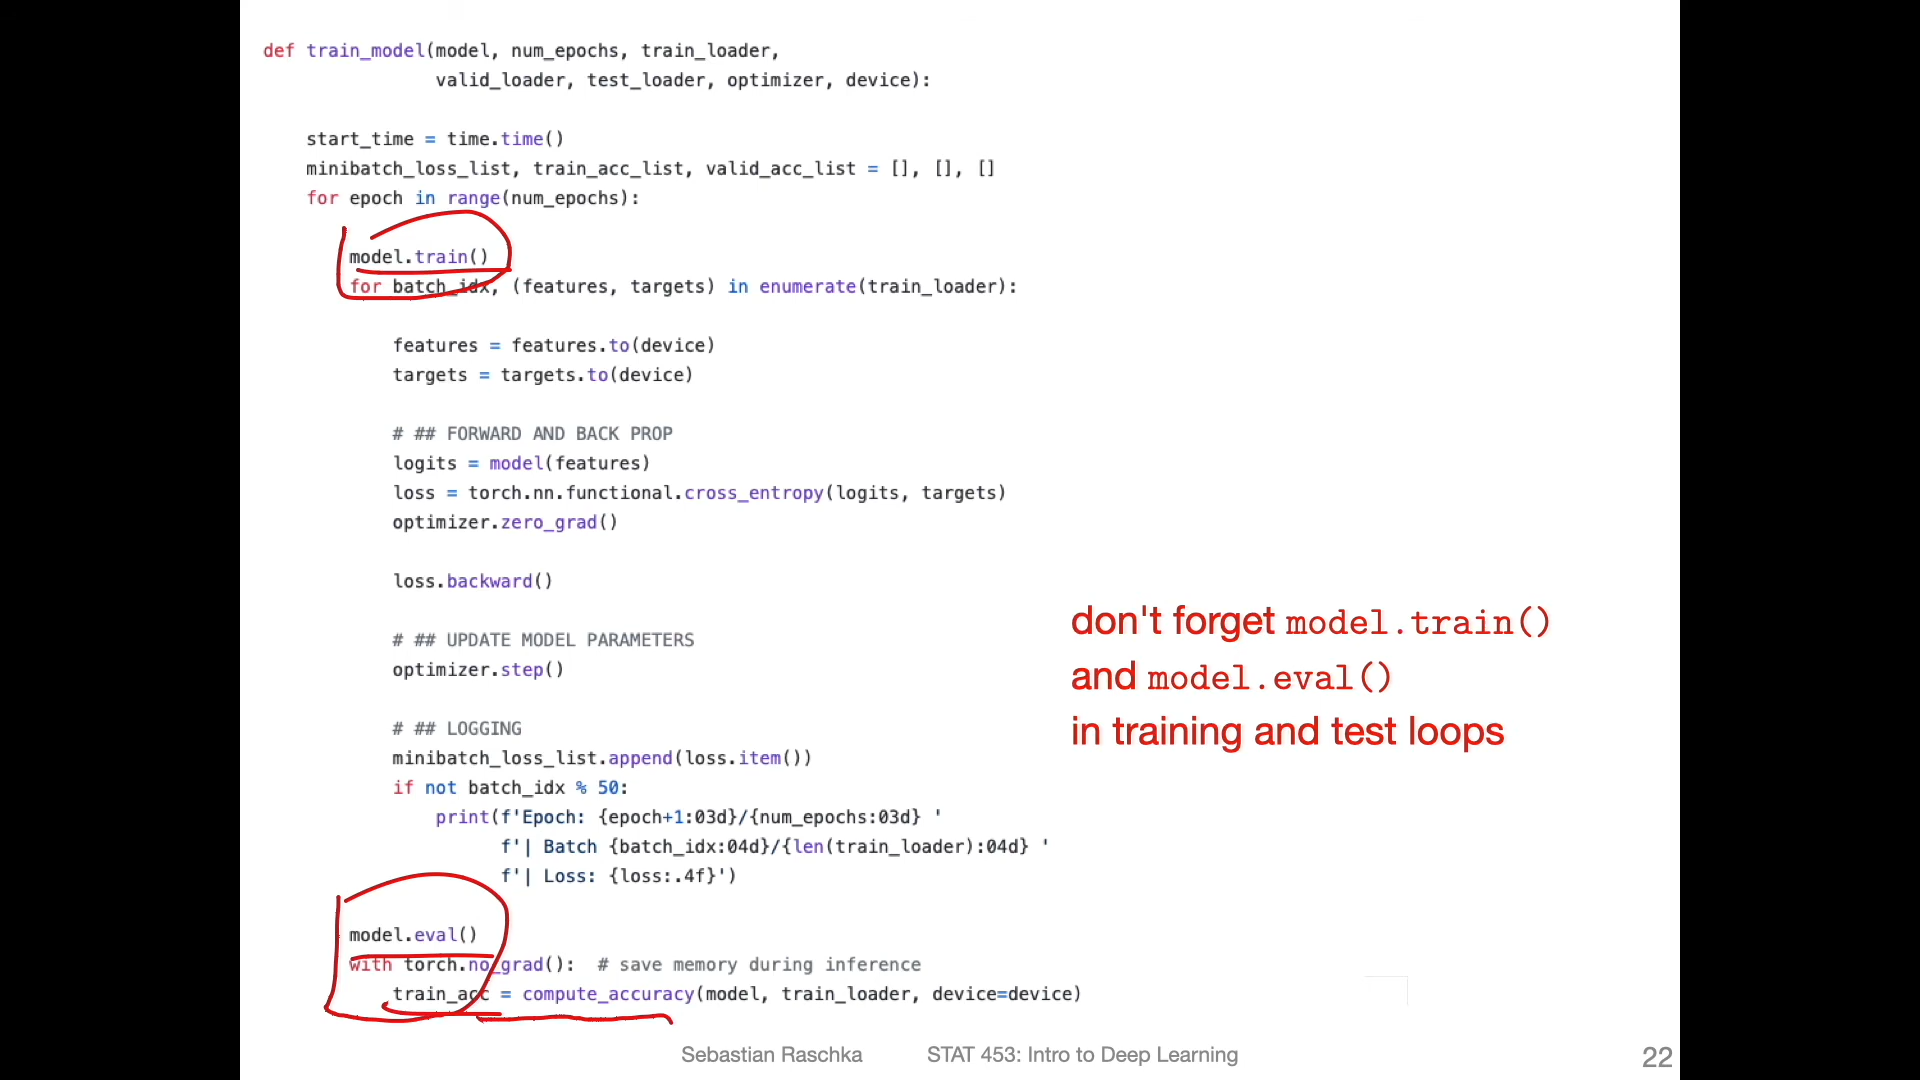 def train_model(model, num_epochs, train_loader,
                valid_loader, test_loader, optimizer, device):
    start_time = time.time()
    minibatch_loss_list, train_acc_list, valid_acc_list = [], [], []
    for epoch in range(num_epochs):
        model.train()
        for batch_idx, (features, targets) in enumerate(train_loader):
            features = features.to(device)
            targets = targets.to(device)
            # ## FORWARD AND BACK PROP
            logits = model(features)
            loss = torch.nn.functional.cross_entropy(logits, targets)
            optimizer.zero_grad()
            loss.backward()
            # ## UPDATE MODEL PARAMETERS
            optimizer.step()
            # ## LOGGING
            minibatch_loss_list.append(loss.item())
            if not batch_idx % 50:
                print(f'Epoch: {epoch+1:03d}/{num_epochs:03d} '
                      f'| Batch {batch_idx:04d}/{len(train_loader):04d} '
                      f'| Loss: {loss:.4f}')
        model.eval()
        with torch.no_grad():  # save memory during inference
            train_acc = compute_accuracy(model, train_loader, device=device)
don't forget model.train()
and model.eval()
in training and test loops
Sebastian Raschka STAT 453: Intro to Deep Learning 22